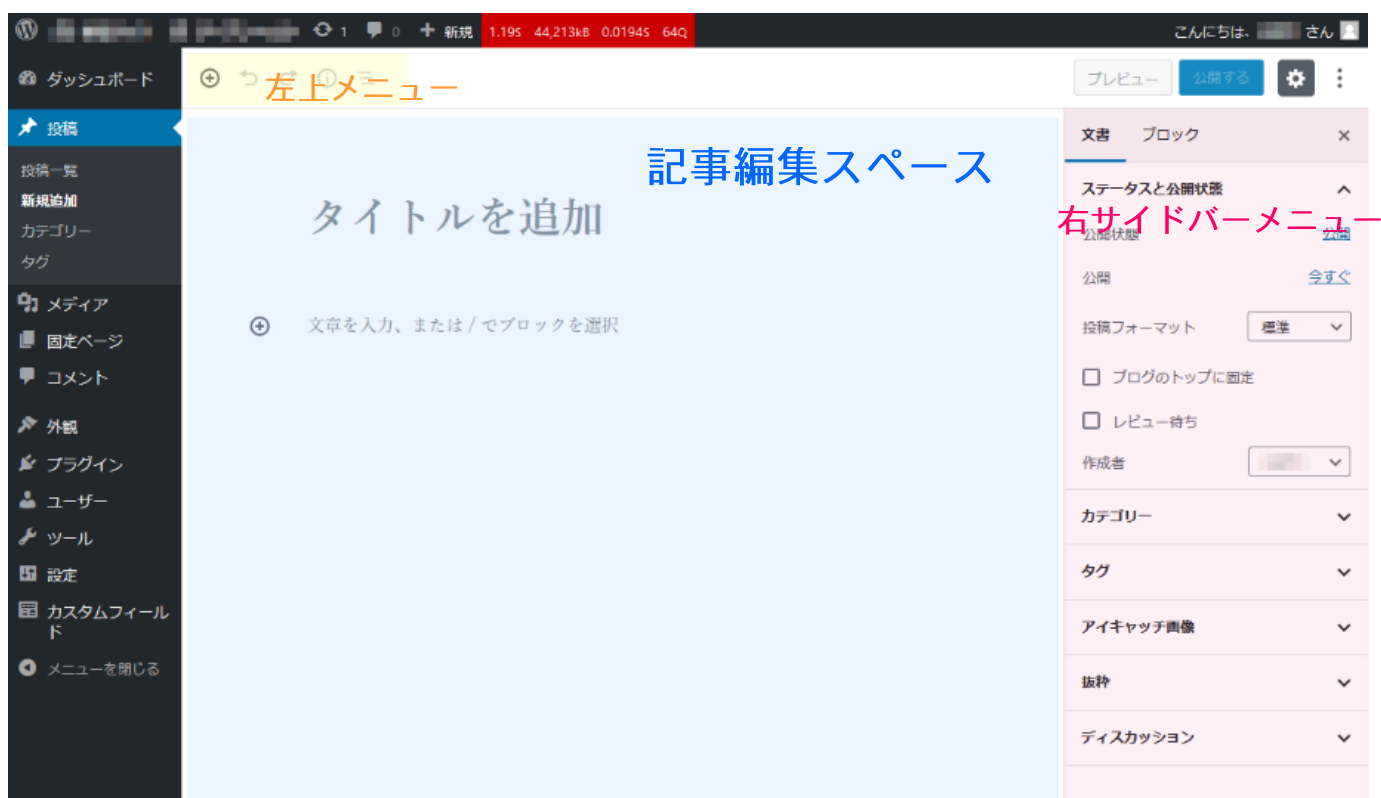 1 0 新規 1.19s 44,213kB 0.0194s 64Q こんにちは、 さん
ダッシュボード
左上メニュー
プレビュー 公開する
投稿
投稿一覧
新規追加
カテゴリー
タグ
メディア
固定ページ
コメント
外観
プラグイン
ユーザー
ツール
設定
カスタムフィール
ド
メニューを閉じる
記事編集スペース
タイトルを追加
文章を入力、または / でブロックを選択
文書 ブロック ×
ステータスと公開状態
右サイドバーメニュー
公開状態 公開
公開 今すぐ
投稿フォーマット 標準
ブログのトップに固定
レビュー待ち
作成者
カテゴリー
タグ
アイキャッチ画像
抜粋
ディスカッション